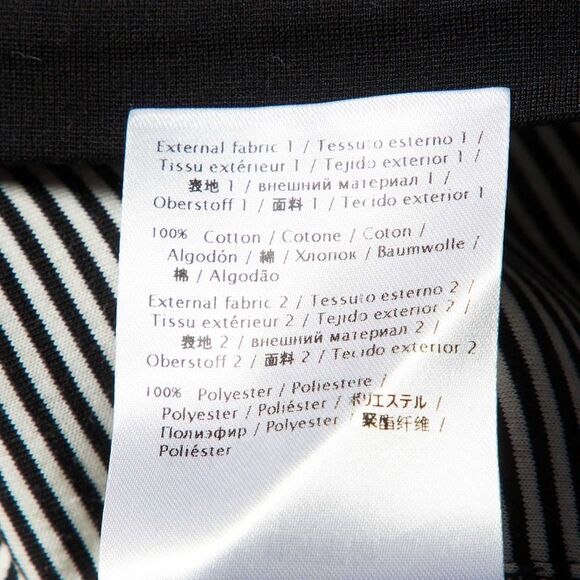 External fabric 1 / Tessuto esterno 1 /
Tissu extérieur 1 / Tejido exterior 1 /
表地 1 / внешний материал 1 /
Oberstoff 1 / 面料 1 / Tecido exterior 1
100% Cotton / Cotone / Coton /
Algodón / 綿 / Хлопок / Baumwolle /
棉 / Algodão
External fabric 2 / Tessuto esterno 2 /
Tissu extérieur 2 / Tejido exterior 2 /
表地 2 / внешний материал 2 /
Oberstoff 2 / 面料 2 / Tecido exterior 2
100% Polyester / Poliestere /
Polyester / Poliéster / ポリエステル /
Полиэфир / Polyester / 聚酯纤维 /
Poliéster